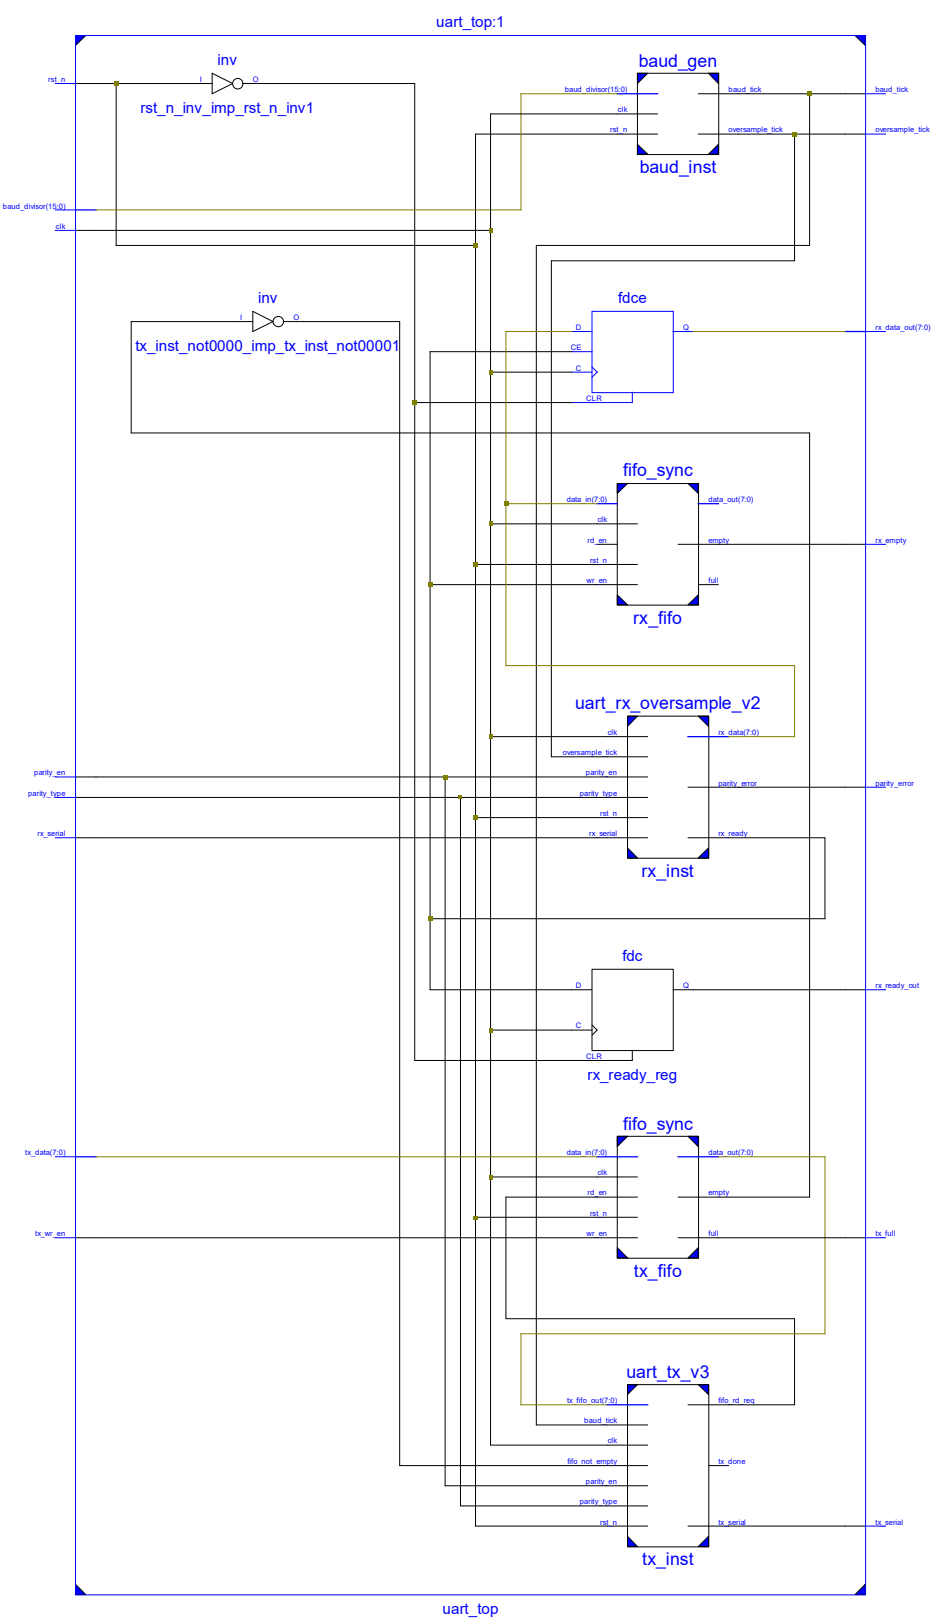 uart_top:1
inv
rst_n
I
O
rst_n_inv_imp_rst_n_inv1
baud_gen
baud_divisor(15:0)
clk
rst_n
baud_tick
oversample_tick
baud_inst
baud_tick
oversample_tick
baud_divisor(15:0)
clk
inv
I
O
tx_inst_not0000_imp_tx_inst_not00001
fdce
D
CE
C
CLR
Q
rx_data_out(7:0)
fifo_sync
data_in(7:0)
clk
rd_en
rst_n
wr_en
data_out(7:0)
empty
full
rx_fifo
rx_empty
uart_rx_oversample_v2
clk
oversample_tick
parity_en
parity_type
rst_n
rx_serial
rx_data(7:0)
parity_error
rx_ready
rx_inst
parity_en
parity_type
rx_serial
parity_error
fdc
D
C
CLR
Q
rx_ready_reg
rx_ready_out
fifo_sync
data_in(7:0)
clk
rd_en
rst_n
wr_en
data_out(7:0)
empty
full
tx_fifo
tx_data(7:0)
tx_wr_en
tx_full
uart_tx_v3
tx_fifo_out(7:0)
baud_tick
clk
fifo_not_empty
parity_en
parity_type
rst_n
fifo_rd_req
tx_done
tx_serial
tx_inst
tx_serial
uart_top